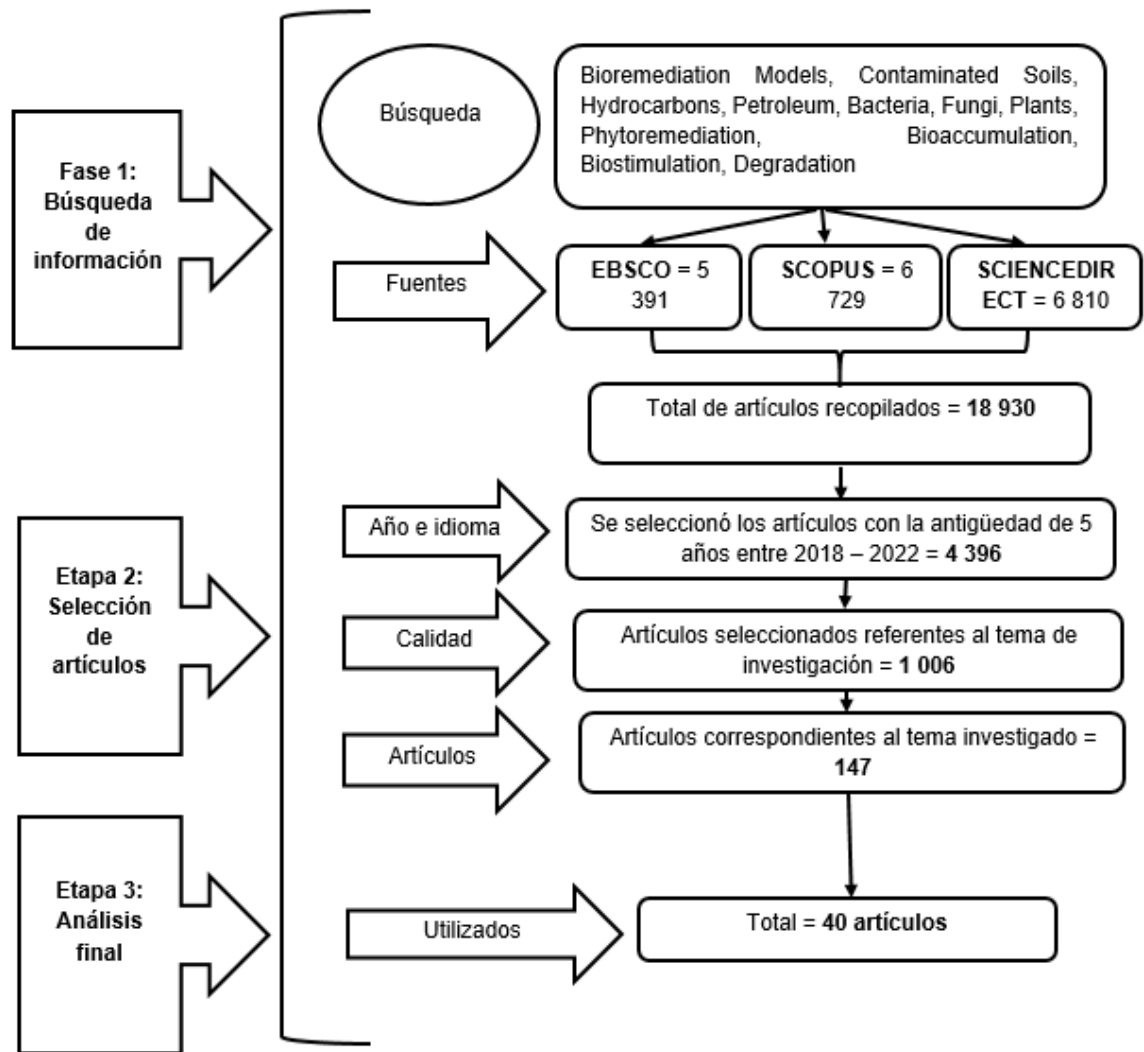 Fase 1:
Búsqueda
de
información
Búsqueda
Bioremediation Models, Contaminated Soils,
Hydrocarbons, Petroleum, Bacteria, Fungi, Plants,
Phytoremediation, Bioaccumulation,
Biostimulation, Degradation
Fuentes
EBSCO = 5
391
SCOPUS = 6
729
SCIENCEDIR
ECT = 6 810
Total de artículos recopilados = 18 930
Etapa 2:
Selección
de
artículos
Año e idioma
Se seleccionó los artículos con la antigüedad de 5
años entre 2018 – 2022 = 4 396
Calidad
Artículos seleccionados referentes al tema de
investigación = 1 006
Artículos
Artículos correspondientes al tema investigado =
147
Etapa 3:
Análisis
final
Utilizados
Total = 40 artículos